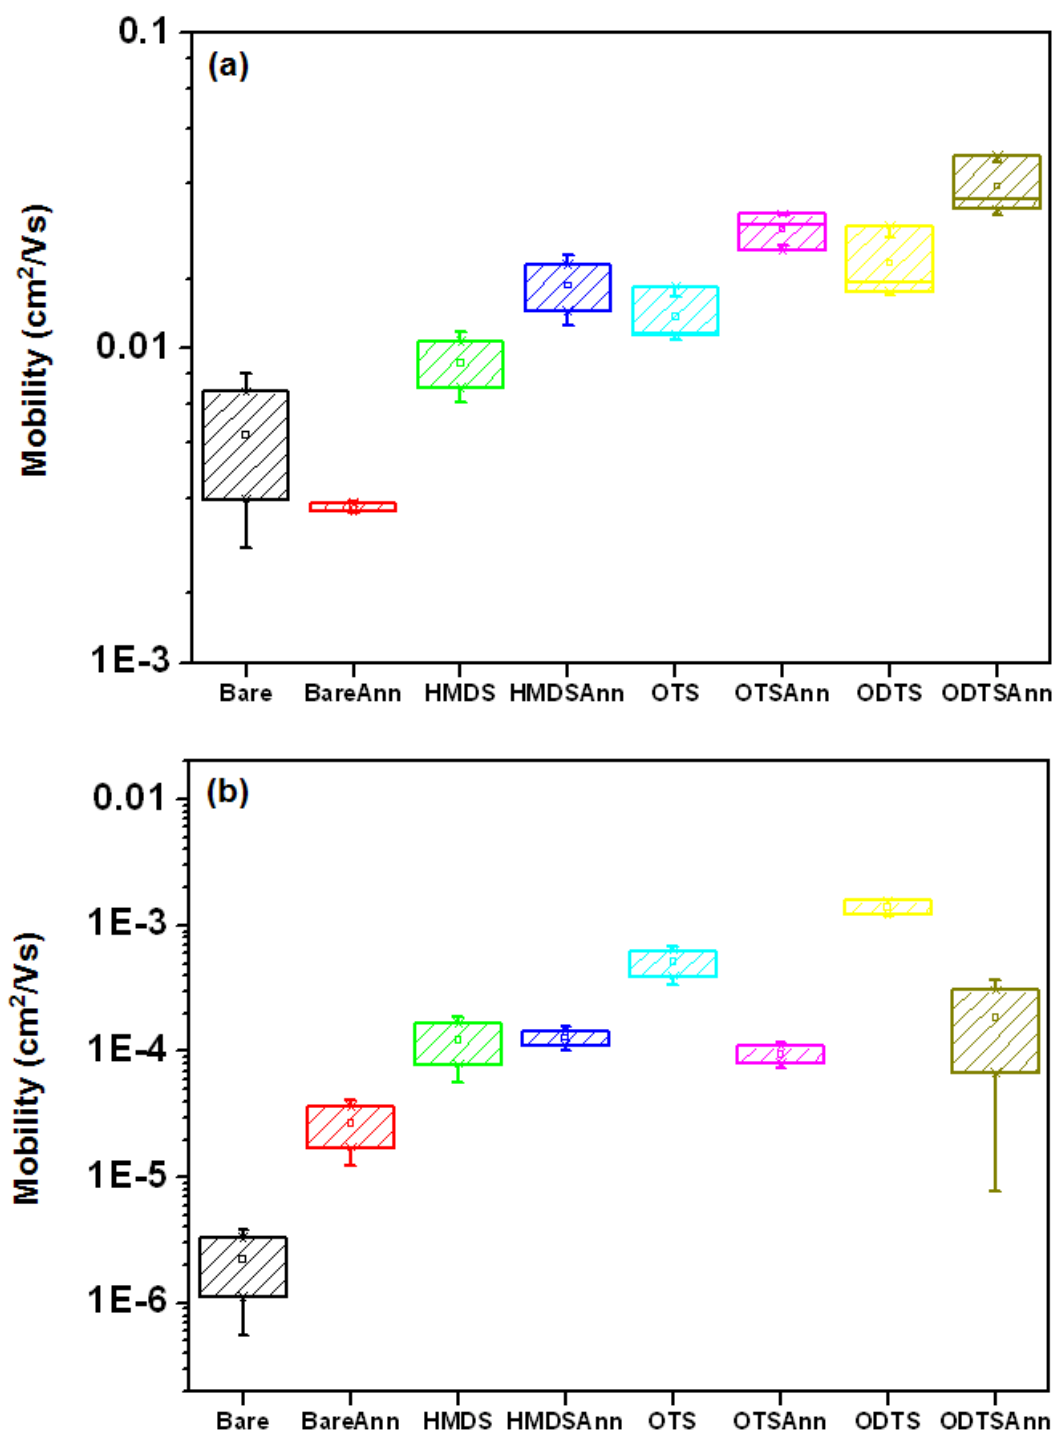 0.1
(a)
Mobility (cm²/Vs)
0.01
1E-3
Bare BareAnn HMDS HMDSAnn OTS OTSAnn ODTS ODTSAnn
(b)
0.01
1E-3
Mobility (cm²/Vs)
1E-4
1E-5
1E-6
Bare BareAnn HMDS HMDSAnn OTS OTSAnn ODTS ODTSAnn